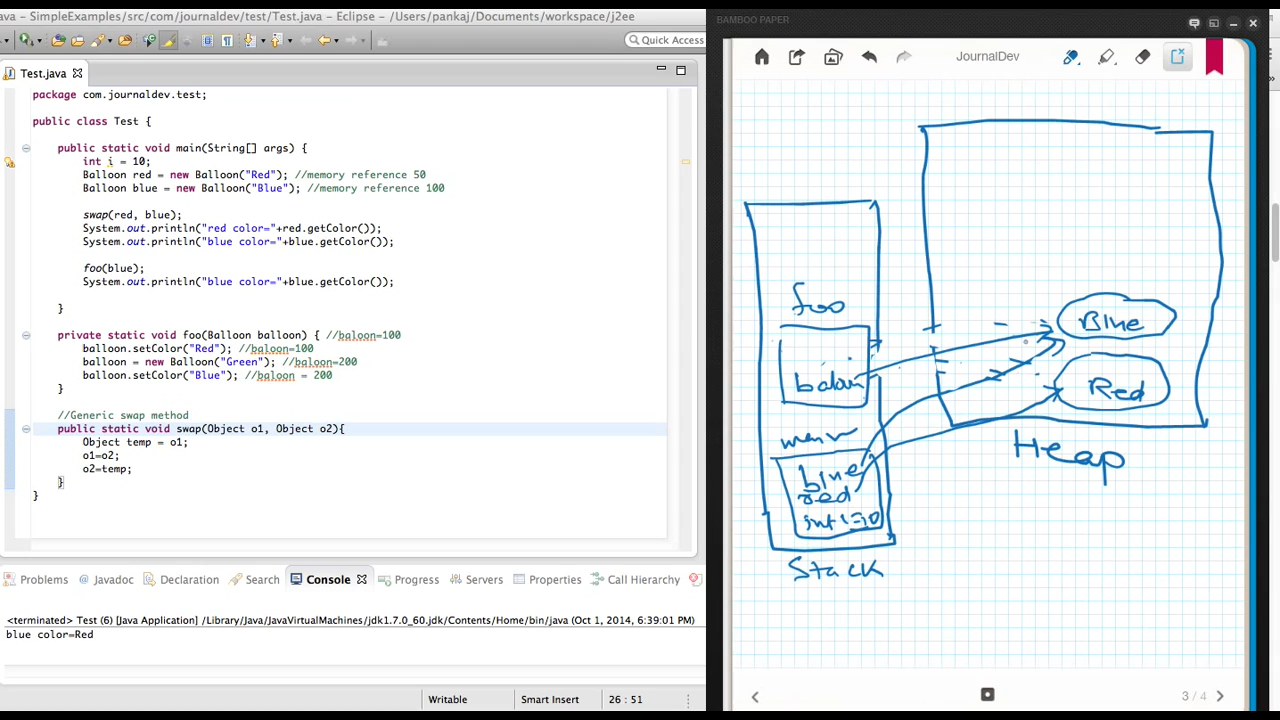 ava - SimpleExamples/src/com/journaldev/test/Test.java - Eclipse - /Users/pankaj/Documents/workspace/j2ee
Quick Access
Test.java
package com.journaldev.test;
public class Test {
public static void main(String[] args) {
int i = 10;
Balloon red = new Balloon("Red"); //memory reference 50
Balloon blue = new Balloon("Blue"); //memory reference 100
swap(red, blue);
System.out.println("red color="+red.getColor());
System.out.println("blue color="+blue.getColor());
foo(blue);
System.out.println("blue color="+blue.getColor());
}
private static void foo(Balloon balloon) { //baloon=100
balloon.setColor("Red"); //baloon=100
balloon = new Balloon("Green"); //baloon=200
balloon.setColor("Blue"); //baloon = 200
}
//Generic swap method
public static void swap(Object o1, Object o2){
Object temp = o1;
o1=o2;
o2=temp;
}
}
Problems Javadoc Declaration Search Console Progress Servers Properties Call Hierarchy
<terminated> Test (6) [Java Application] /Library/Java/JavaVirtualMachines/jdk1.7.0_60.jdk/Contents/Home/bin/java (Oct 1, 2014, 6:39:01 PM)
blue color=Red
Writable Smart Insert 26 : 51
BAMBOO PAPER
JournalDev
foo
Blue
Red
main
Heap
blue
red
int i=10
Stack
3 / 4